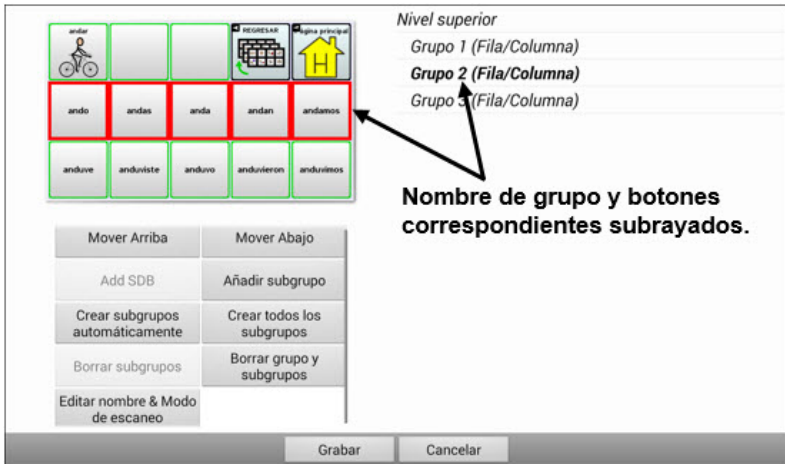 andar
REGRESAR
Página principal
H
ando andas anda andan andamos
anduve anduviste anduvo anduvieron anduvimos
Nivel superior
Grupo 1 (Fila/Columna)
Grupo 2 (Fila/Columna)
Grupo 3 (Fila/Columna)
Nombre de grupo y botones
correspondientes subrayados.
Mover Arriba Mover Abajo
Add SDB Añadir subgrupo
Crear subgrupos
automáticamente
Crear todos los
subgrupos
Borrar subgrupos
Borrar grupo y
subgrupos
Editar nombre & Modo
de escaneo
Grabar Cancelar